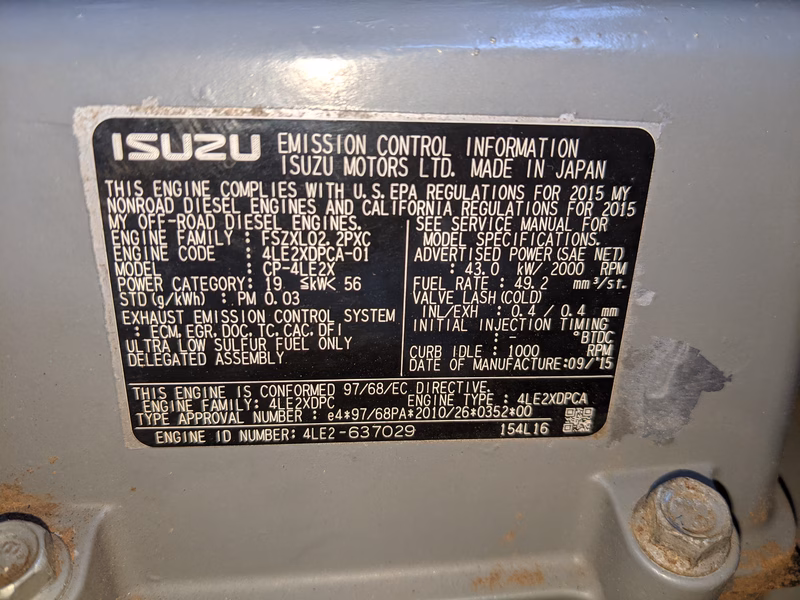 ISUZU EMISSION CONTROL INFORMATION
ISUZU MOTORS LTD. MADE IN JAPAN
THIS ENGINE COMPLIES WITH U.S. EPA REGULATIONS FOR 2015 MY
NONROAD DIESEL ENGINES AND CALIFORNIA REGULATIONS FOR 2015
MY OFF-ROAD DIESEL ENGINES.
ENGINE FAMILY : FSZXL02.2PXC
ENGINE CODE : 4LE2XDPCA-01
MODEL : CP-4LE2X
POWER CATEGORY: 19 ≤kW< 56
STD (g/kWh) : PM 0.03
EXHAUST EMISSION CONTROL SYSTEM
: ECM, EGR, DOC, TC, CAC, DFI
ULTRA LOW SULFUR FUEL ONLY
DELEGATED ASSEMBLY
SEE SERVICE MANUAL FOR
MODEL SPECIFICATIONS.
ADVERTISED POWER(SAE NET)
: 43.0 kW/ 2000 RPM
FUEL RATE : 49.2 mm³/st.
VALVE LASH(COLD)
INL/EXH : 0.4 / 0.4 mm
INITIAL INJECTION TIMING
: - °BTDC
CURB IDLE : 1000 RPM
DATE OF MANUFACTURE:09/'15
THIS ENGINE IS CONFORMED 97/68/EC DIRECTIVE.
ENGINE FAMILY: 4LE2XDPC ENGINE TYPE: 4LE2XDPCA
TYPE APPROVAL NUMBER : e4*97/68PA*2010/26*0352*00
ENGINE ID NUMBER: 4LE2-637029 154L16